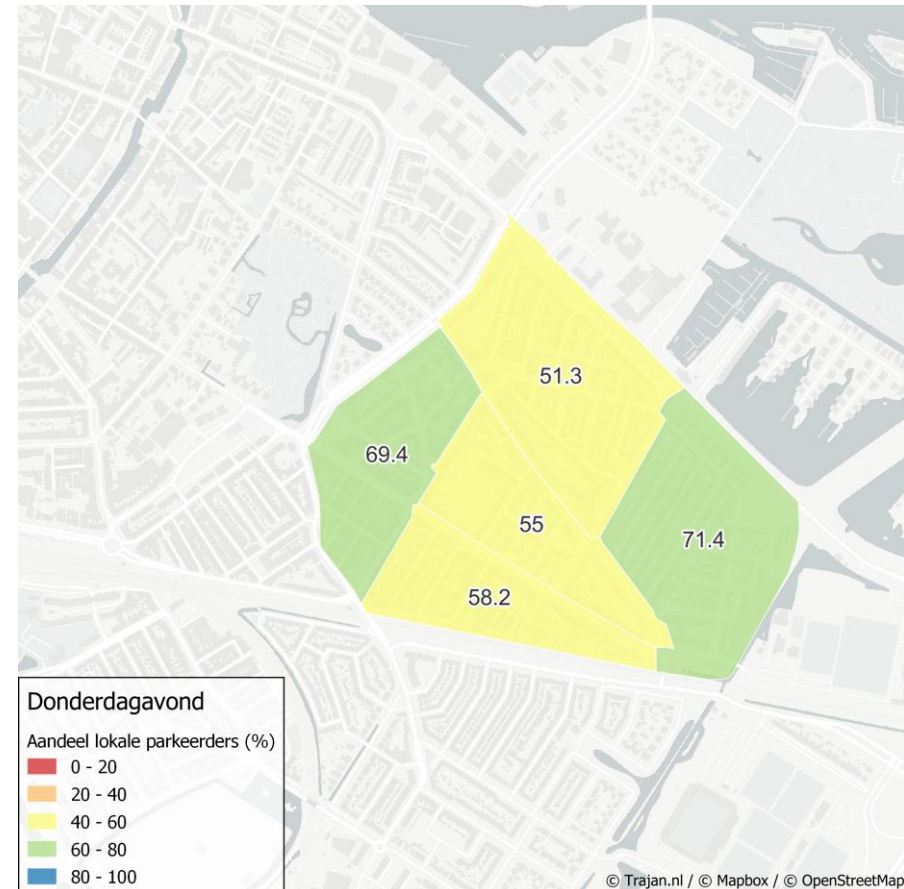 51.3
69.4
55
71.4
58.2
Donderdagavond
Aandeel lokale parkeerders (%)
0 - 20
20 - 40
40 - 60
60 - 80
80 - 100
© Trajan.nl / © Mapbox / © OpenStreetMap